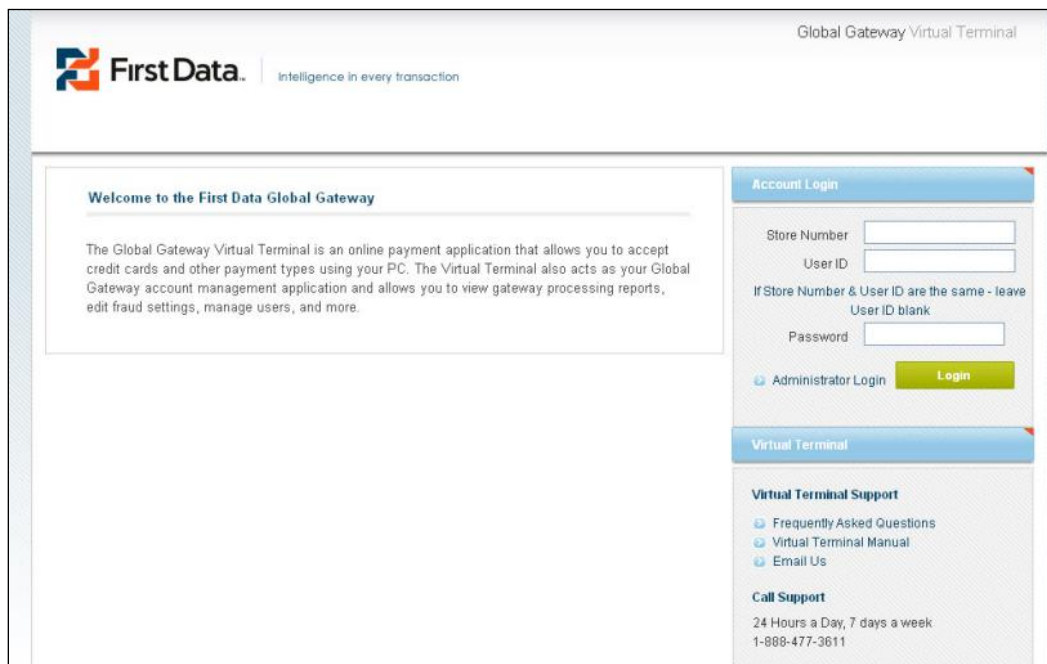 Global Gateway Virtual Terminal
First Data™
Intelligence in every transaction
Welcome to the First Data Global Gateway
The Global Gateway Virtual Terminal is an online payment application that allows you to accept
credit cards and other payment types using your PC. The Virtual Terminal also acts as your Global
Gateway account management application and allows you to view gateway processing reports,
edit fraud settings, manage users, and more.
Account Login
Store Number
User ID
If Store Number & User ID are the same - leave
User ID blank
Password
Administrator Login
Login
Virtual Terminal
Virtual Terminal Support
Frequently Asked Questions
Virtual Terminal Manual
Email Us
Call Support
24 Hours a Day, 7 days a week
1-888-477-3611